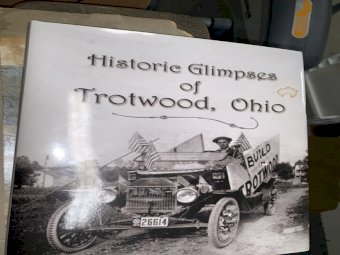 Historic Glimpses
of
Trotwood, Ohio
BUILD
TROTWOOD
26614